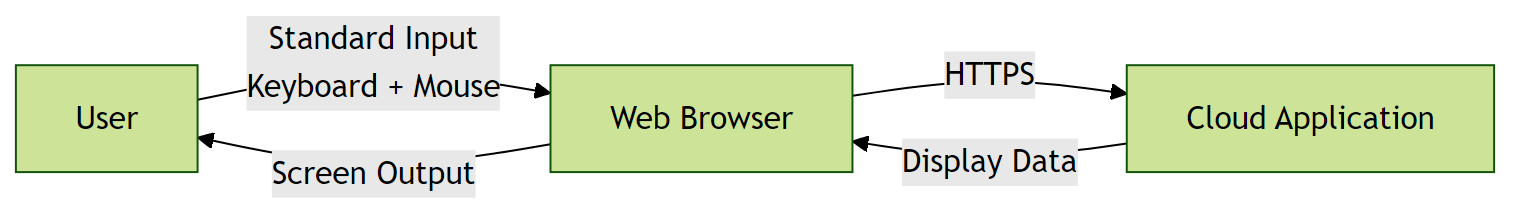 Standard Input
Keyboard + Mouse
HTTPS
User
Web Browser
Cloud Application
Screen Output
Display Data